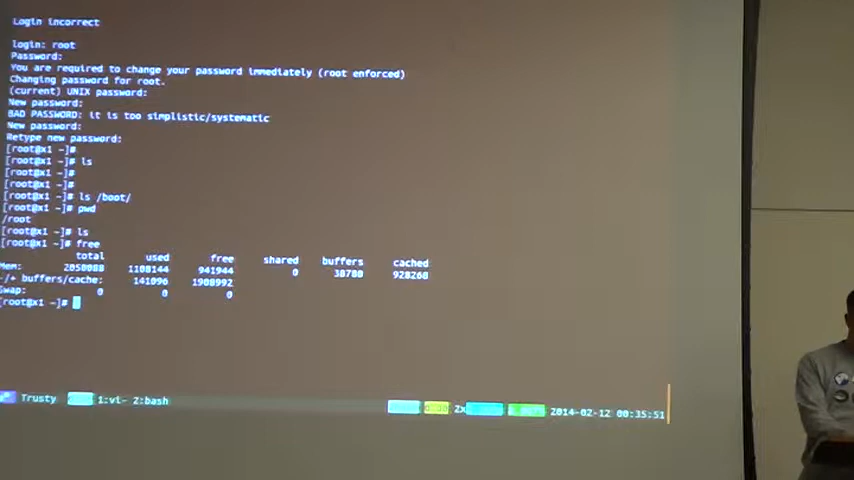 Login incorrect
login: root
Password:
You are required to change your password immediately (root enforced)
Changing password for root.
(current) UNIX password:
New password:
BAD PASSWORD: it is too simplistic/systematic
New password:
Retype new password:
[root@x1 ~]#
[root@x1 ~]# ls
[root@x1 ~]#
[root@x1 ~]#
[root@x1 ~]# ls /boot/
[root@x1 ~]# pwd
/root
[root@x1 ~]# ls
[root@x1 ~]# free
total used free shared buffers cached
Mem: 2050088 1108144 941944 0 38780 928268
-/+ buffers/cache: 141096 1908992
Swap: 0 0 0
[root@x1 ~]#
Trusty 1:vi- 2:bash 2x 2014-02-12 00:35:51